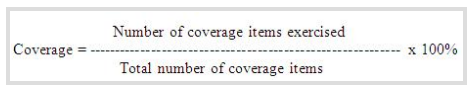 Number of coverage items exercised
Coverage = ------------------------------------------------------------ x 100%
Total number of coverage items